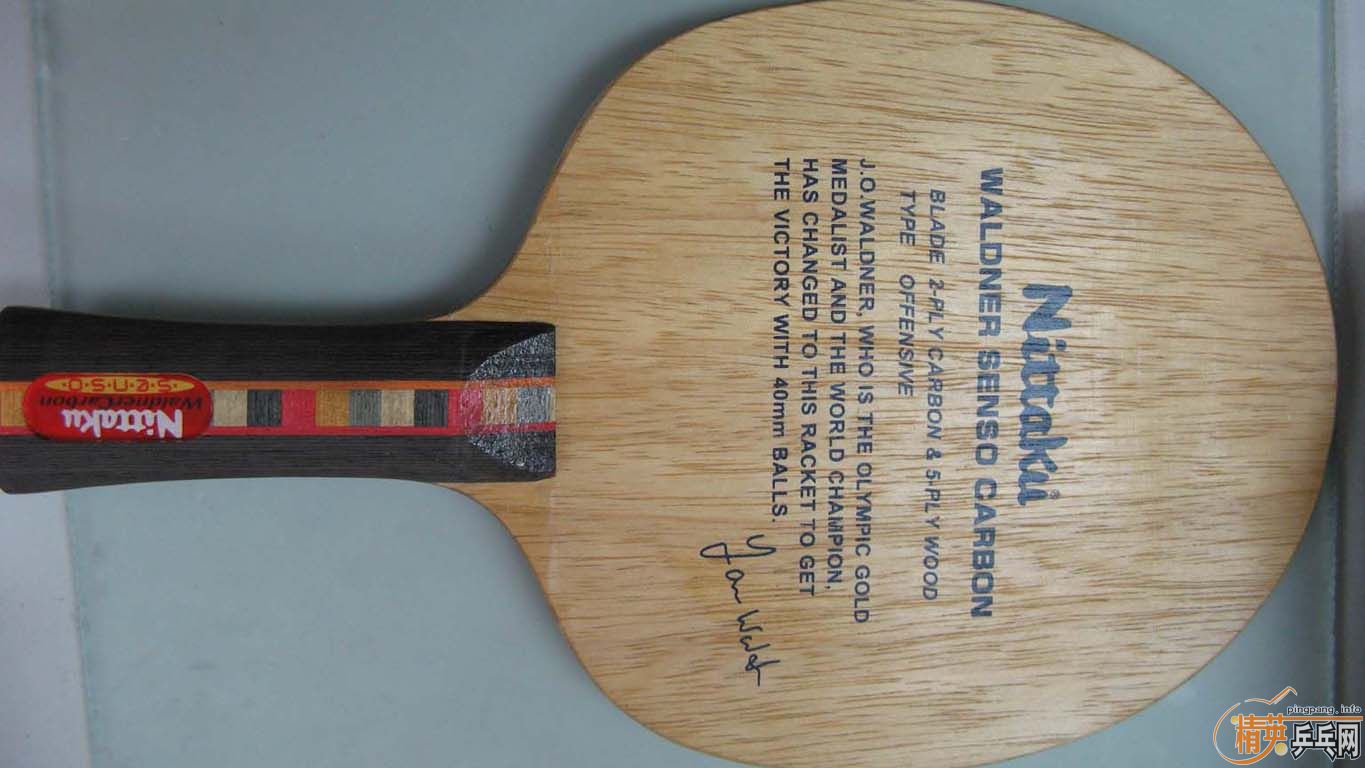 Nittaku
WALDNER SENSO CARBON
BLADE 2-PLY CARBON & 5-PLY WOOD
TYPE OFFENSIVE
J.O.WALDNER, WHO IS THE OLYMPIC GOLD
MEDALIST AND THE WORLD CHAMPION,
HAS CHANGED TO THIS RACKET TO GET
THE VICTORY WITH 40mm BALLS.
Nittaku
WaldnerCarbon
S·E·N·S·O
pingpang.info
精英乒乓网